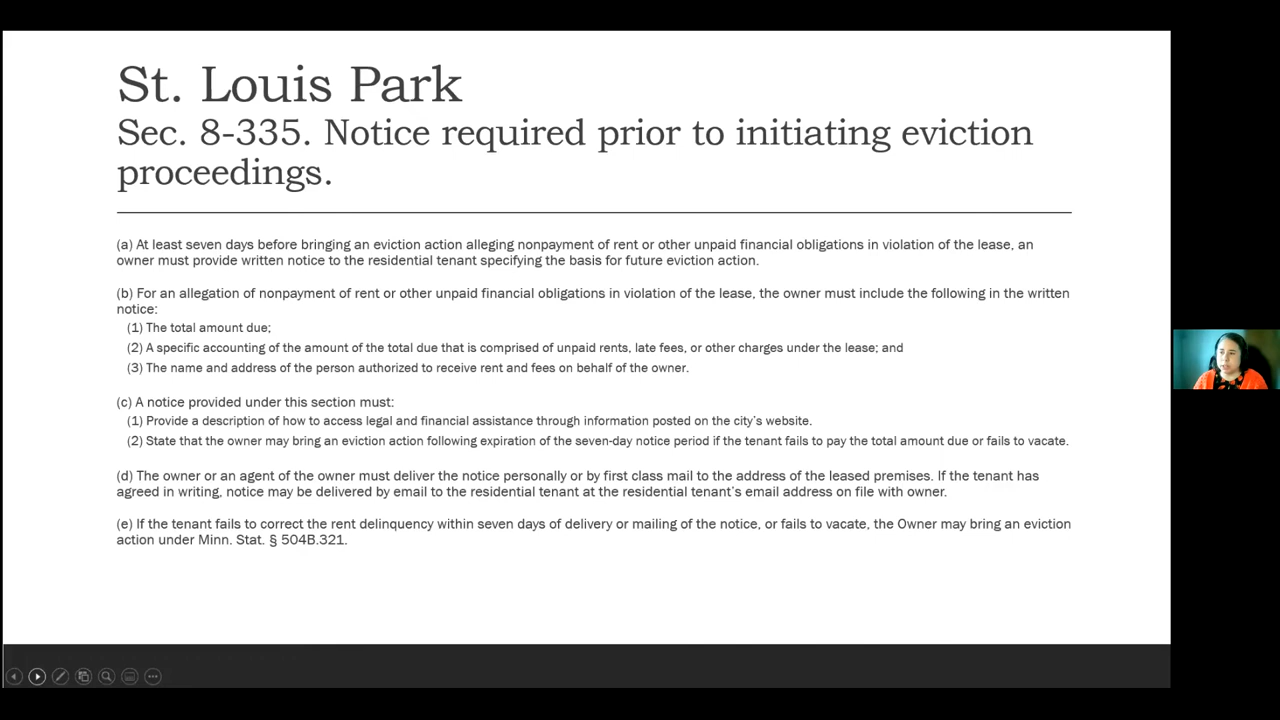 St. Louis Park
Sec. 8-335. Notice required prior to initiating eviction
proceedings.
(a) At least seven days before bringing an eviction action alleging nonpayment of rent or other unpaid financial obligations in violation of the lease, an
owner must provide written notice to the residential tenant specifying the basis for future eviction action.
(b) For an allegation of nonpayment of rent or other unpaid financial obligations in violation of the lease, the owner must include the following in the written
notice:
(1) The total amount due;
(2) A specific accounting of the amount of the total due that is comprised of unpaid rents, late fees, or other charges under the lease; and
(3) The name and address of the person authorized to receive rent and fees on behalf of the owner.
(c) A notice provided under this section must:
(1) Provide a description of how to access legal and financial assistance through information posted on the city's website.
(2) State that the owner may bring an eviction action following expiration of the seven-day notice period if the tenant fails to pay the total amount due or fails to vacate.
(d) The owner or an agent of the owner must deliver the notice personally or by first class mail to the address of the leased premises. If the tenant has
agreed in writing, notice may be delivered by email to the residential tenant at the residential tenant's email address on file with owner.
(e) If the tenant fails to correct the rent delinquency within seven days of delivery or mailing of the notice, or fails to vacate, the Owner may bring an eviction
action under Minn. Stat. § 504B.321.